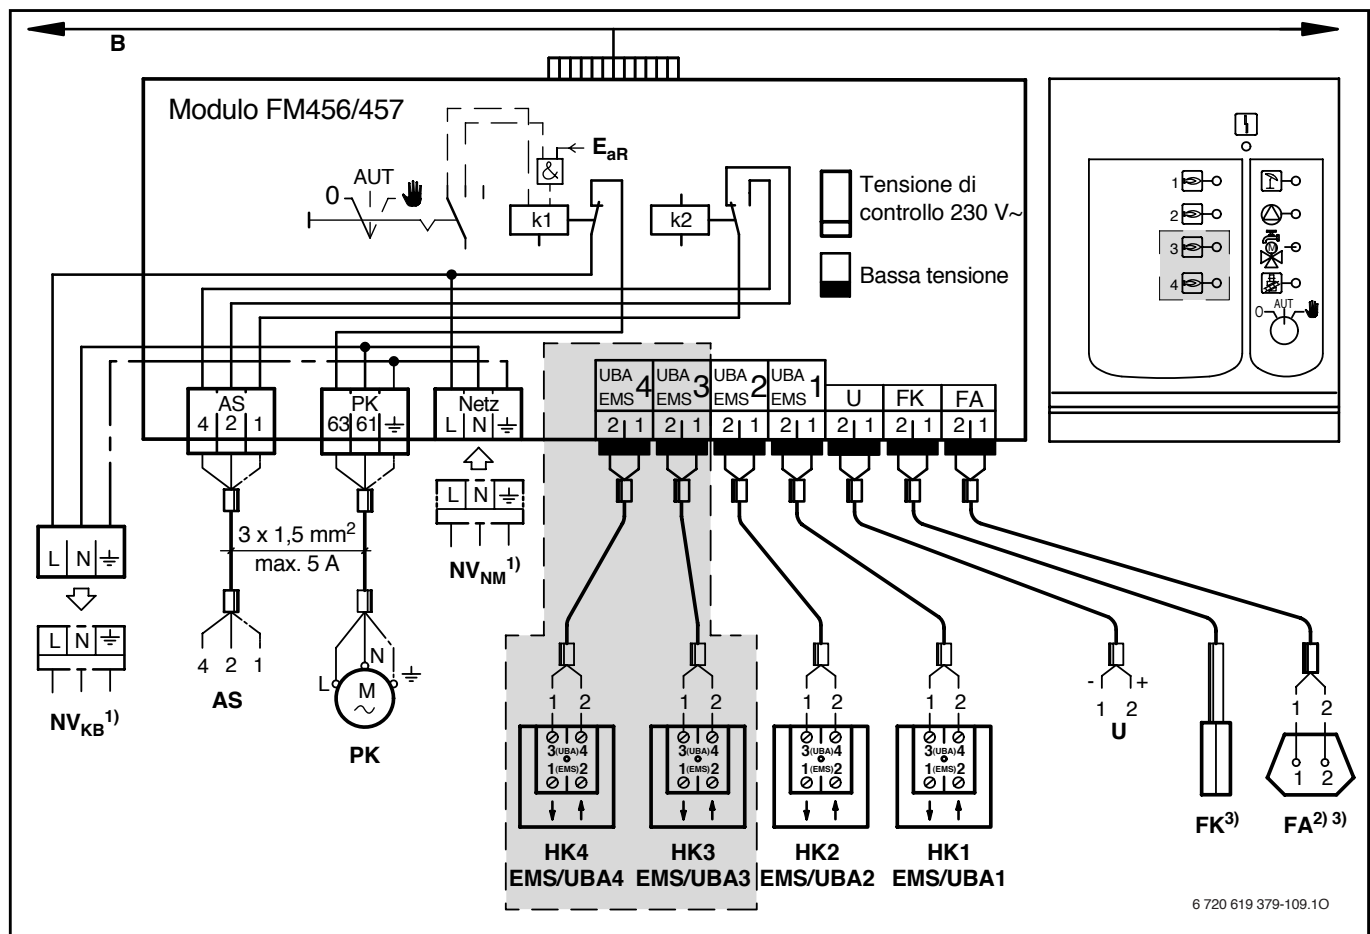 B
Modulo FM456/457
EaR
&
AUT
0
k1
k2
Tensione di
controllo 230 V~
Bassa tensione
1
2
3
4
M
AUT
0
AS
4 2 1
PK
63 61
Netz
L N
UBA
EMS 4
2 1
UBA
EMS 3
2 1
UBA
EMS 2
2 1
UBA
EMS 1
2 1
U
2 1
FK
2 1
FA
2 1
L N
L N
NVKB1)
L N
NVNM1)
3 x 1,5 mm2
max. 5 A
4 2 1
AS
L
N
M
~
PK
1 2
3(UBA)4
1(EMS)2
HK4
EMS/UBA4
1 2
3(UBA)4
1(EMS)2
HK3
EMS/UBA3
1 2
3(UBA)4
1(EMS)2
HK2
EMS/UBA2
1 2
3(UBA)4
1(EMS)2
HK1
EMS/UBA1
- +
1 2
U
FK3)
1 2
1 2
FA2) 3)
6 720 619 379-109.1O